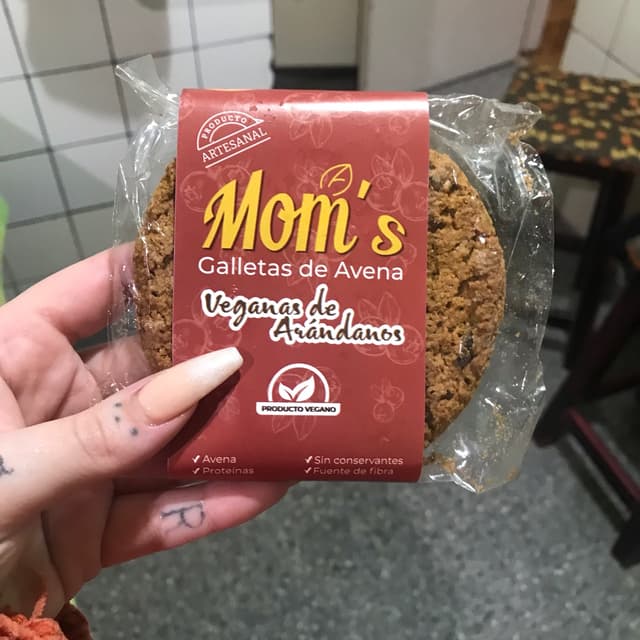 PRODUCTO
ARTESANAL
Mom's
Galletas de Avena
Veganas de
Arándanos
PRODUCTO VEGANO
✓ Avena
✓ Proteínas
✓ Sin conservantes
✓ Fuente de fibra
R